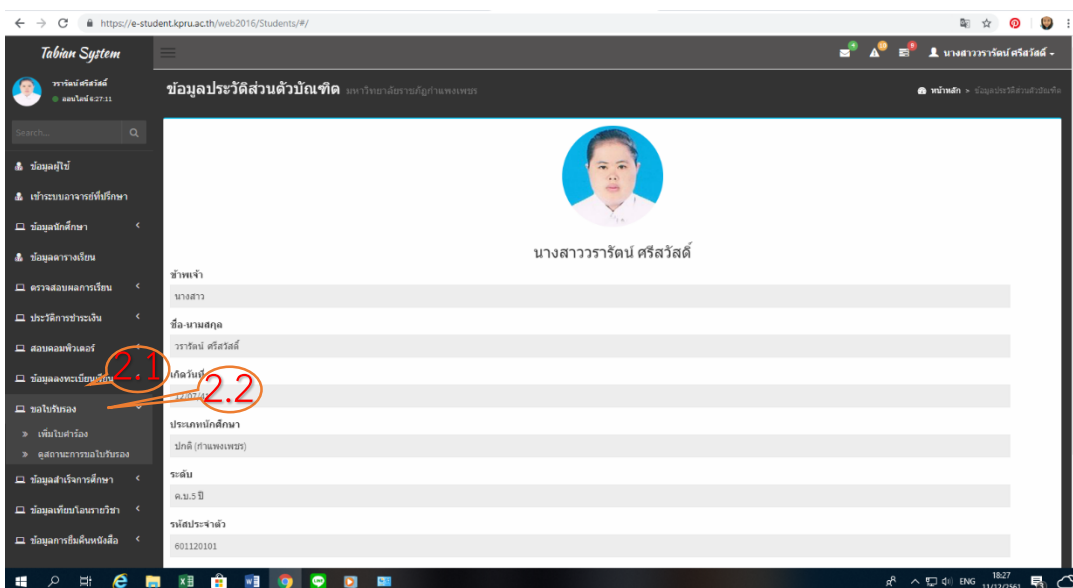 https://e-student.kpru.ac.th/web2016/Students/#/
Tabian System
นางสาววรารัตน์ ศรีสวัสดิ์
วรารัตน์ ศรีสวัสดิ์
ออนไลน์ 6:27:11
ข้อมูลประวัติส่วนตัวบัณฑิต มหาวิทยาลัยราชภัฏกำแพงเพชร
หน้าหลัก > ข้อมูลประวัติส่วนตัวบัณฑิต
Search...
ข้อมูลผู้ใช้
เข้าระบบอาจารย์ที่ปรึกษา
ข้อมูลนักศึกษา
ข้อมูลตารางเรียน
ตรวจสอบผลการเรียน
ประวัติการชำระเงิน
สอบคอมพิวเตอร์
ข้อมูลลงทะเบียนเรียน
2.1
ขอใบรับรอง
2.2
เพิ่มใบคำร้อง
ดูสถานะการขอใบรับรอง
ข้อมูลสำเร็จการศึกษา
ข้อมูลเทียบโอนรายวิชา
ข้อมูลการยืมคืนหนังสือ
นางสาววรารัตน์ ศรีสวัสดิ์
ข้าพเจ้า
นางสาว
ชื่อ-นามสกุล
วรารัตน์ ศรีสวัสดิ์
เกิดวันที่
ประเภทนักศึกษา
ปกติ (กำแพงเพชร)
ระดับ
ค.บ.5 ปี
รหัสประจำตัว
601120101
ENG
18:27
11/12/2561